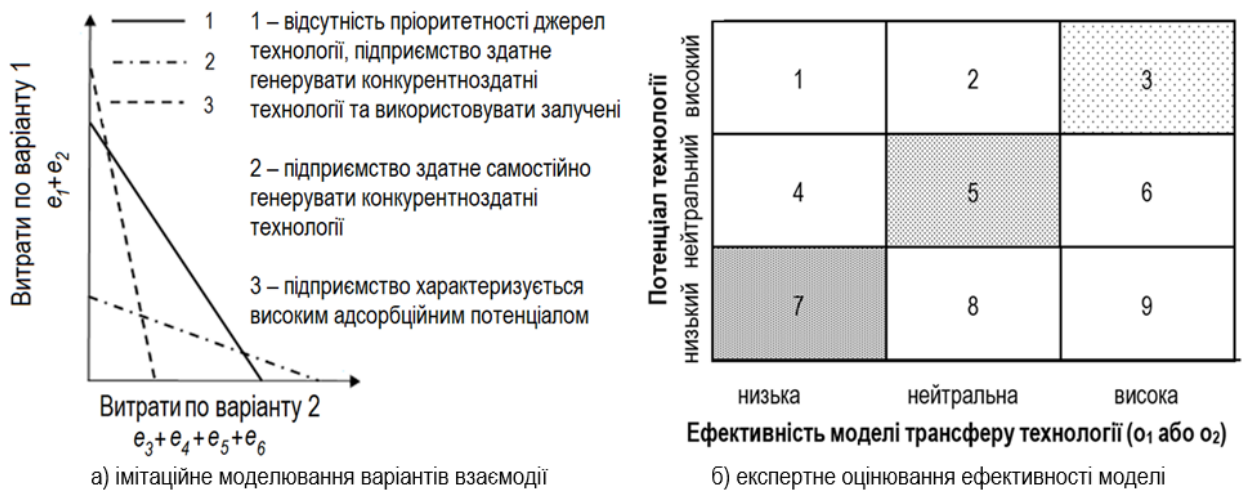 1
2
3
1 – відсутність пріоритетності джерел
технології, підприємство здатне
генерувати конкурентноздатні
технології та використовувати залучені
2 – підприємство здатне самостійно
генерувати конкурентноздатні
технології
3 – підприємство характеризується
високим адсорбційним потенціалом
Витрати по варіанту 1
e1+e2
Витрати по варіанту 2
e3+e4+e5+e6
а) імітаційне моделювання варіантів взаємодії
Потенціал технології
високий
нейтральний
низький
1 2 3
4 5 6
7 8 9
низька нейтральна висока
Ефективність моделі трансферу технології (о1 або о2)
б) експертне оцінювання ефективності моделі